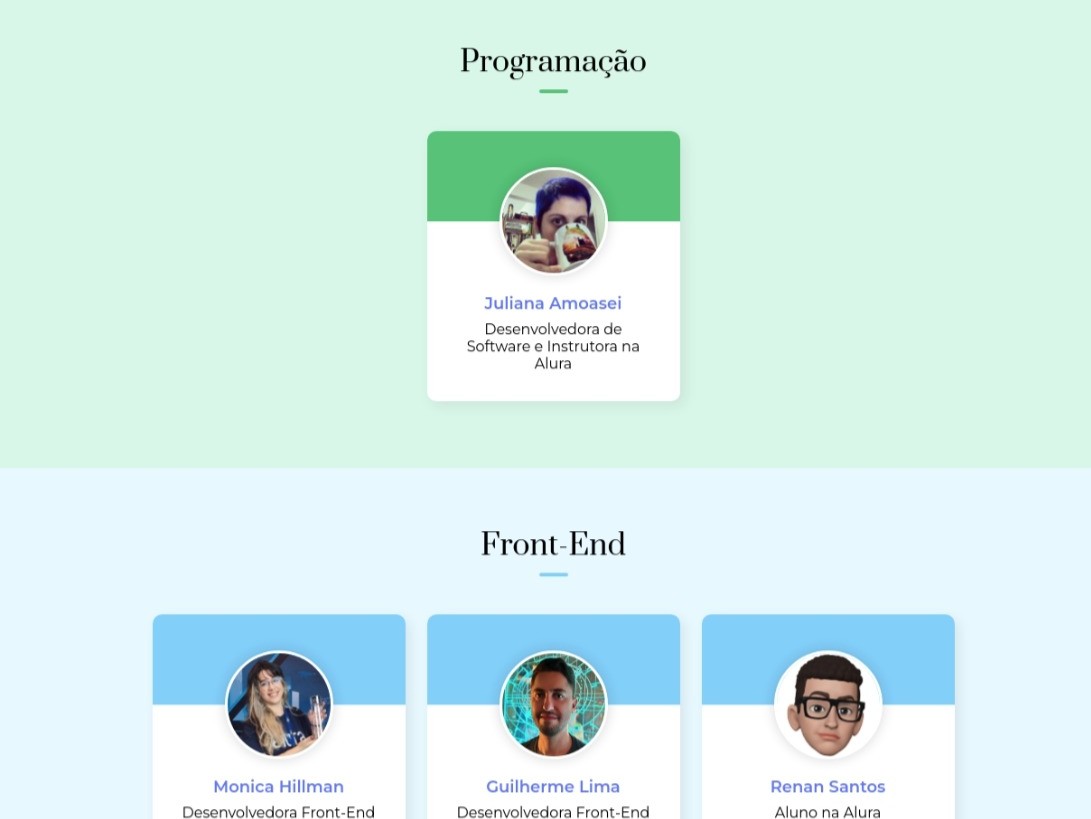 Programação
Juliana Amoasei
Desenvolvedora de
Software e Instrutora na
Alura
Front-End
Monica Hillman
Desenvolvedora Front-End
Guilherme Lima
Desenvolvedora Front-End
Renan Santos
Aluno na Alura